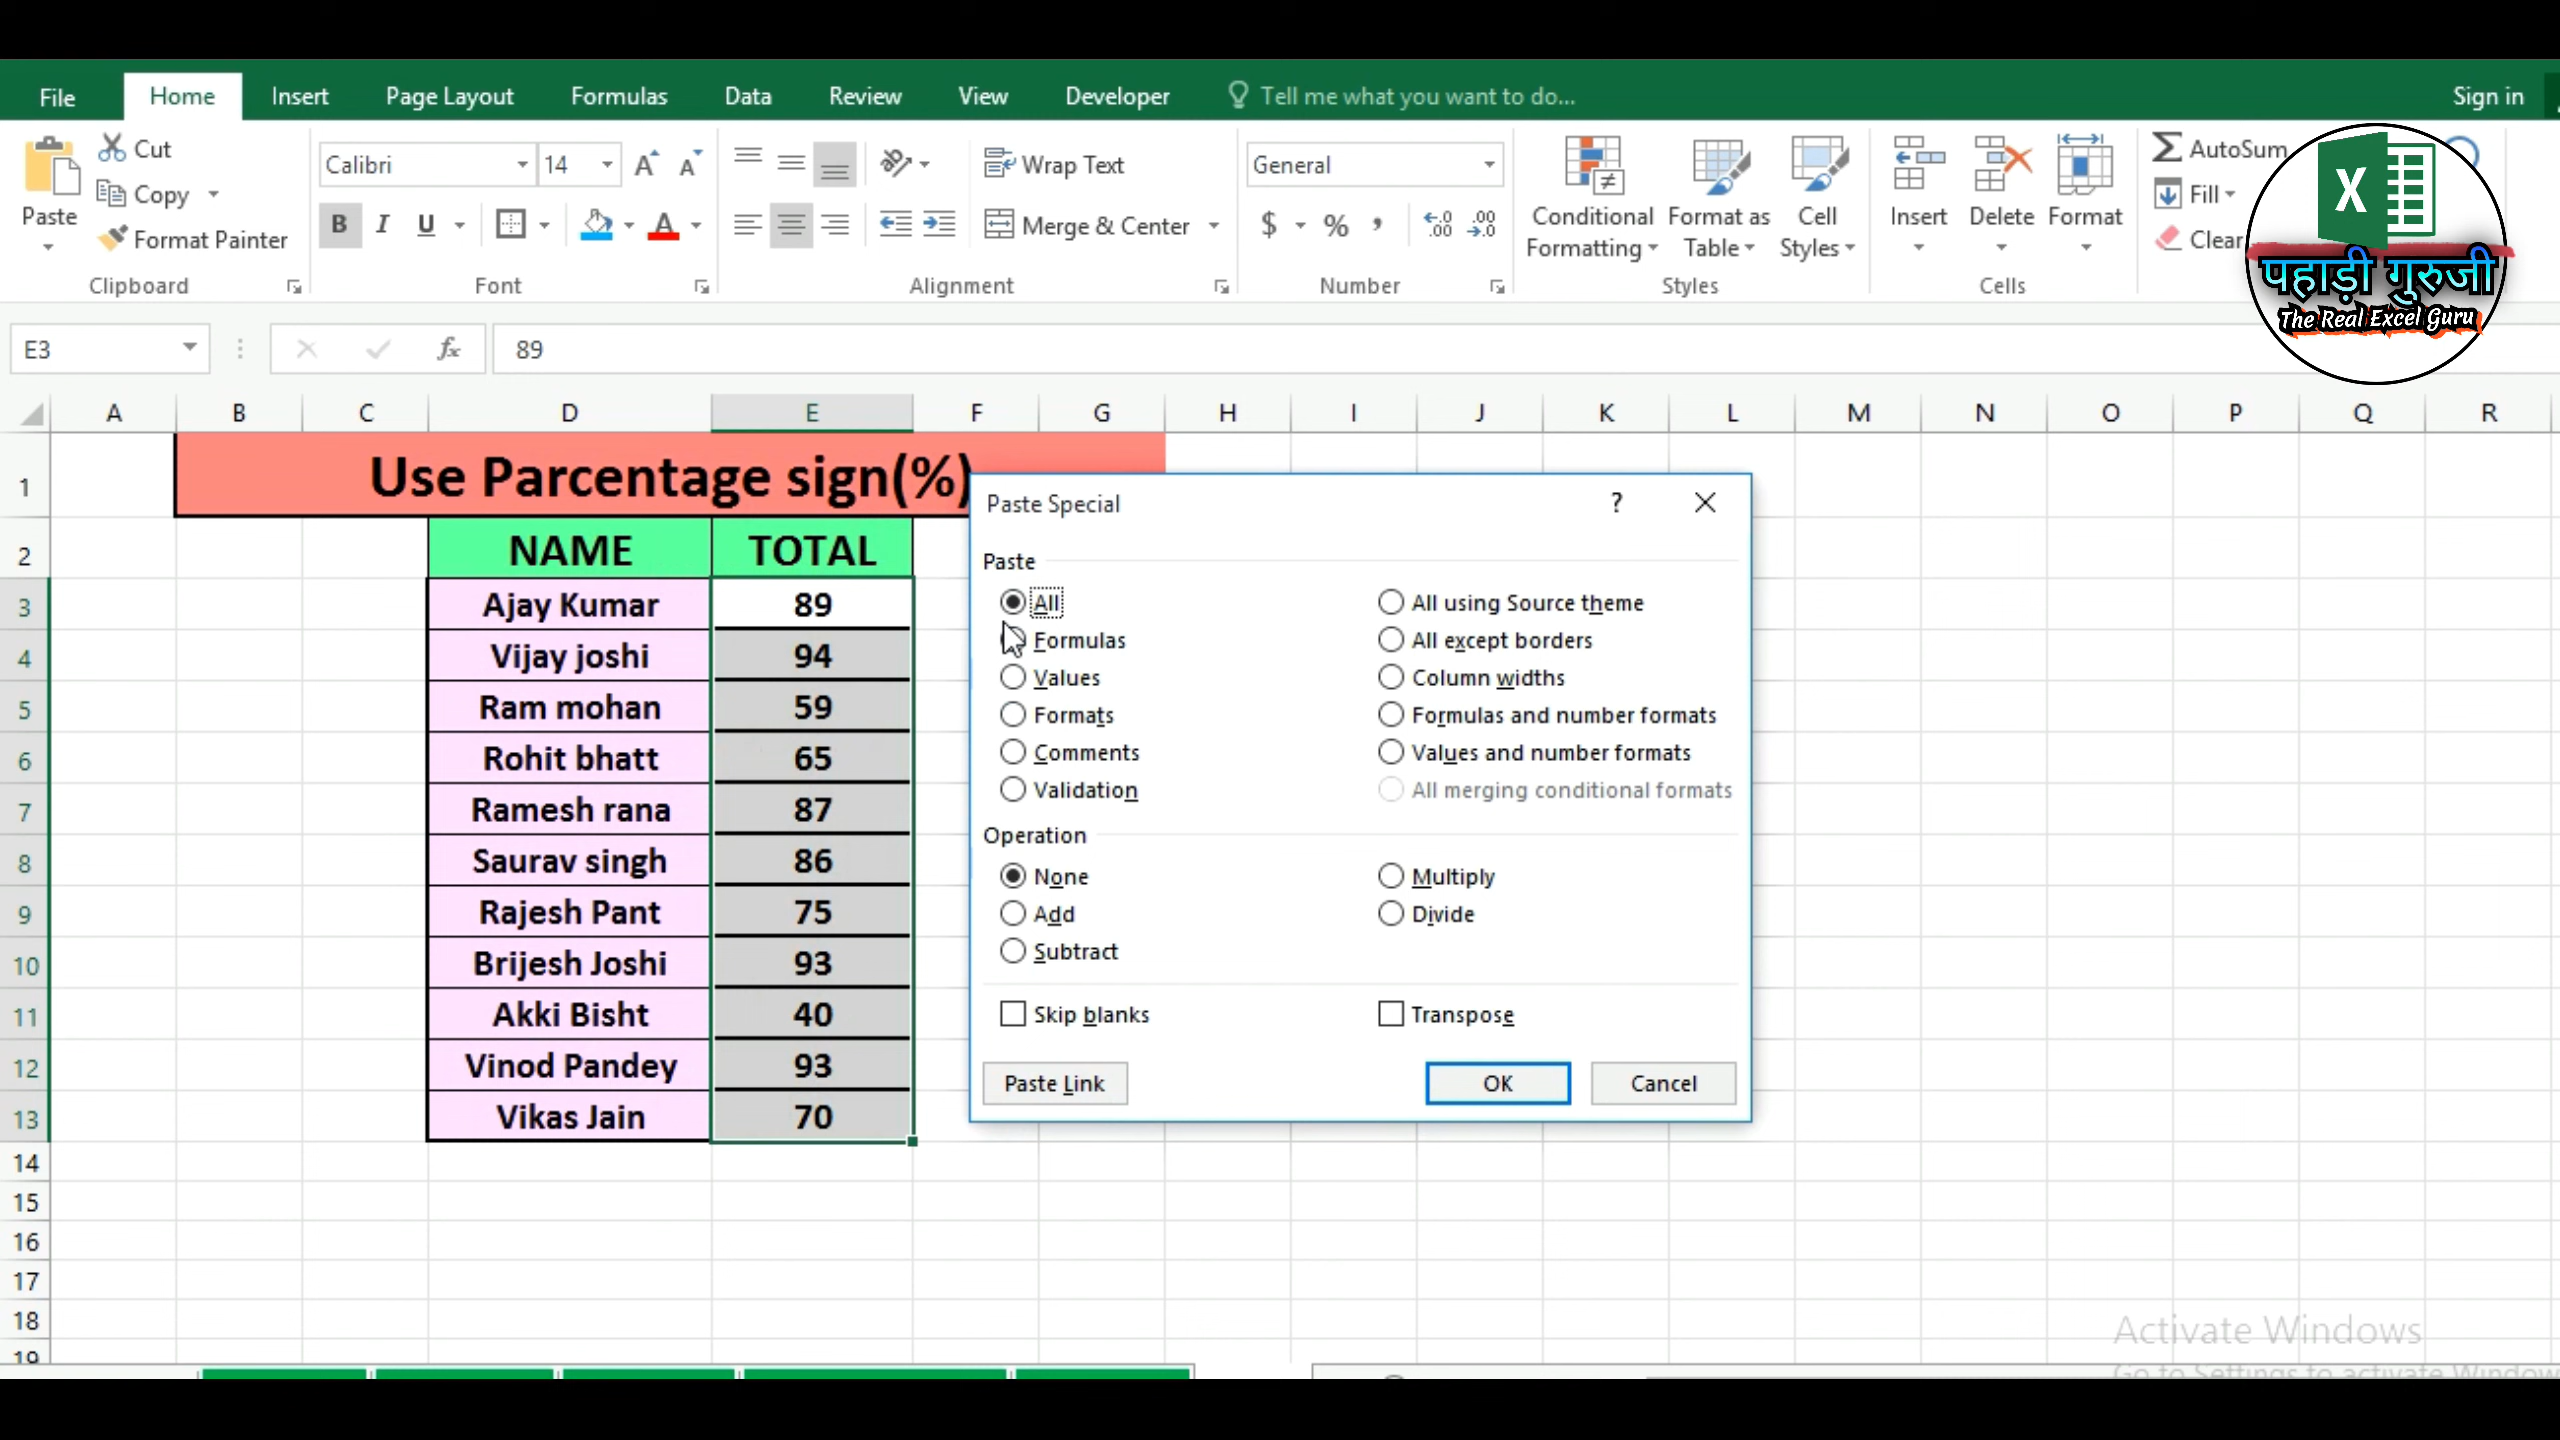 File Home Insert Page Layout Formulas Data Review View Developer Tell me what you want to do... Sign in
Paste
Cut
Copy
Format Painter
Clipboard
Calibri 14
B I U
Font
Wrap Text
Merge & Center
Alignment
General
$ % ,
Number
Conditional Formatting
Format as Table
Cell Styles
Styles
Insert Delete Format
Cells
AutoSum
Fill
Clear
X
पहाड़ी गुरुजी
The Real Excel Guru
E3 fx 89
A B C D E F G H I J K L M N O P Q R
1 Use Parcentage sign(%)
2 NAME TOTAL
3 Ajay Kumar 89
4 Vijay joshi 94
5 Ram mohan 59
6 Rohit bhatt 65
7 Ramesh rana 87
8 Saurav singh 86
9 Rajesh Pant 75
10 Brijesh Joshi 93
11 Akki Bisht 40
12 Vinod Pandey 93
13 Vikas Jain 70
14
15
16
17
18
19
Paste Special ?
Paste
All All using Source theme
Formulas All except borders
Values Column widths
Formats Formulas and number formats
Comments Values and number formats
Validation All merging conditional formats
Operation
None Multiply
Add Divide
Subtract
Skip blanks Transpose
Paste Link OK Cancel
Activate Windows
Go to Settings to activate Window